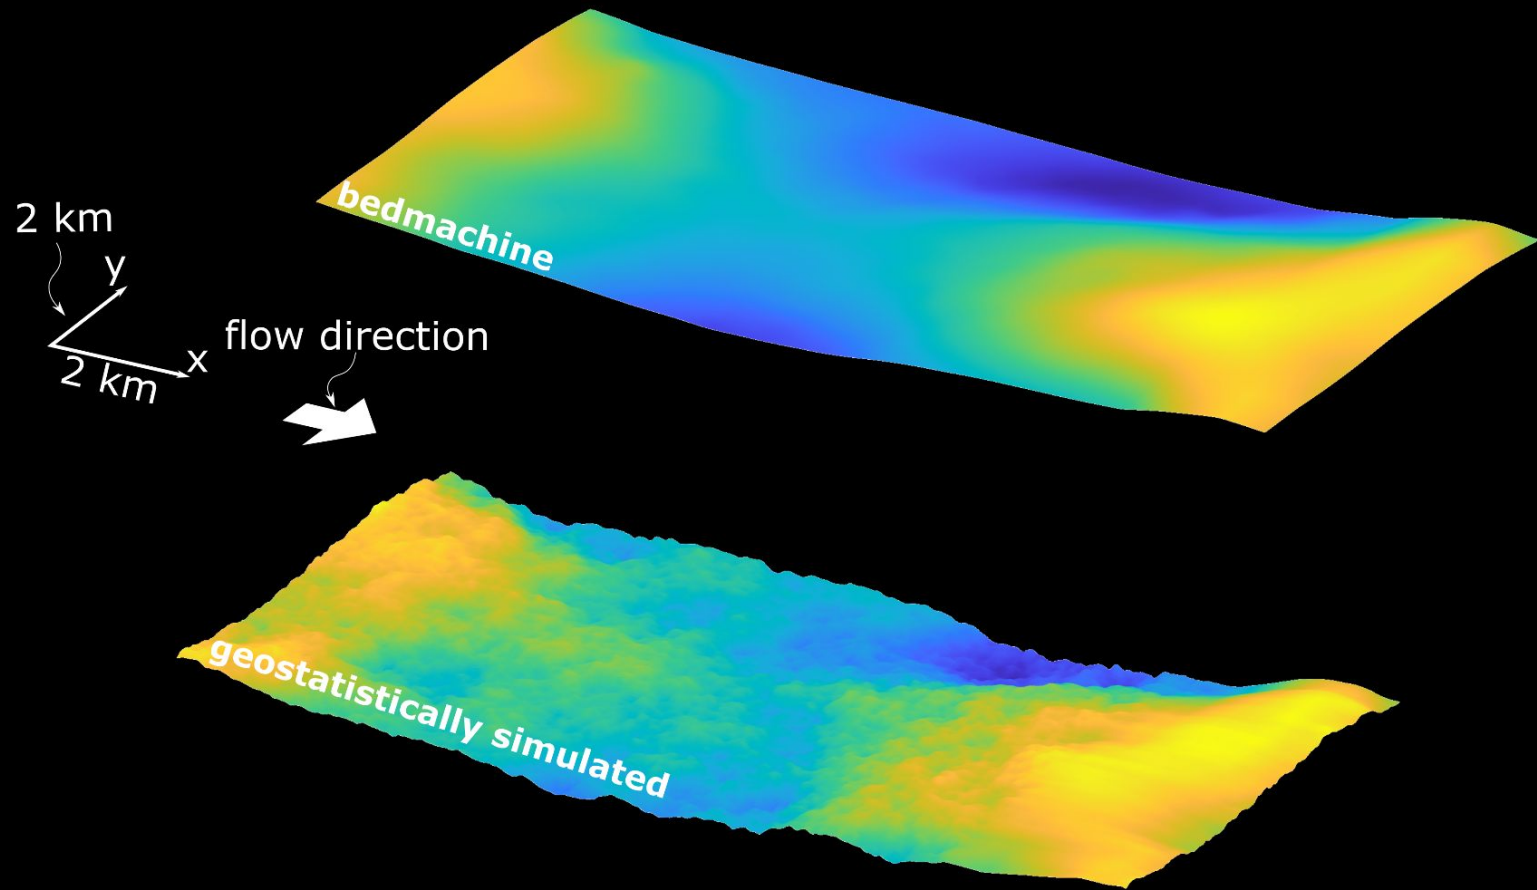 bedmachine
2 km
y
x
2 km
flow direction
geostatistically simulated